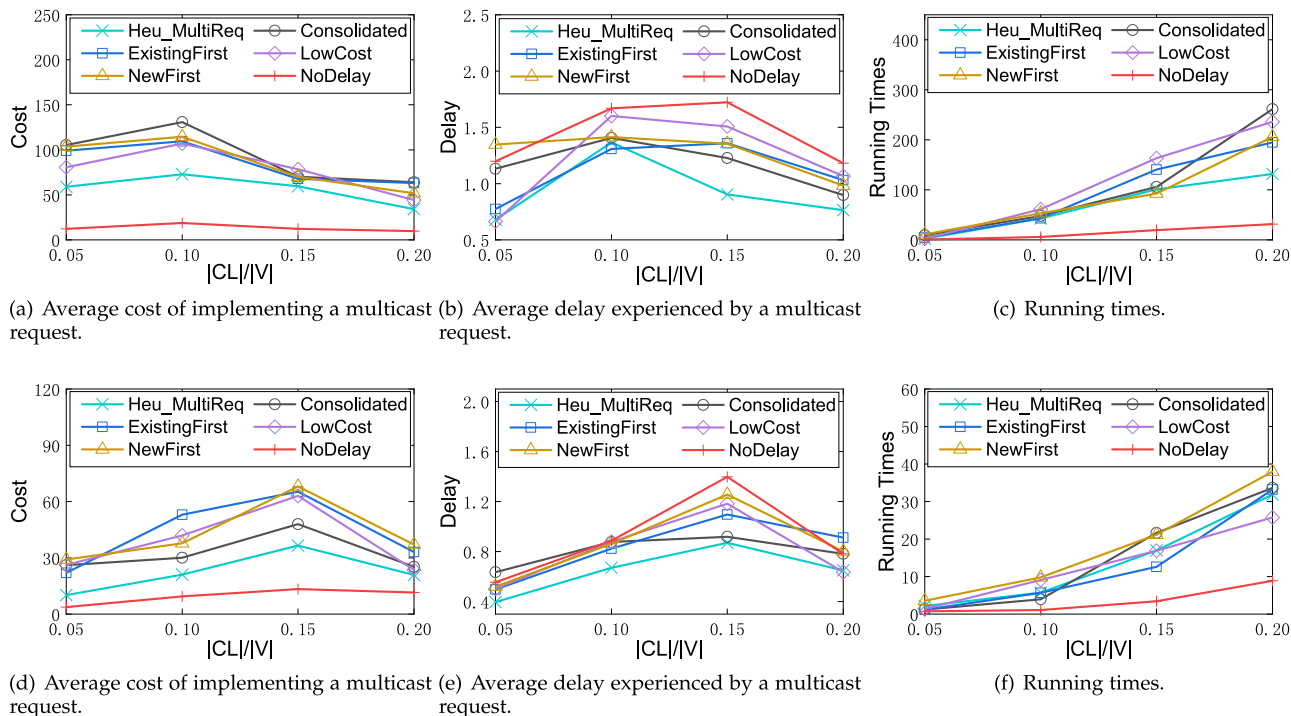 250
200
150
100
50
0
Cost
Heu_MultiReq
Consolidated
ExistingFirst
LowCost
NewFirst
NoDelay
0.05
0.10
0.15
0.20
|CL|/|V|
(a) Average cost of implementing a multicast
request.
2.5
2.0
1.5
1.0
0.5
Delay
Heu_MultiReq
Consolidated
ExistingFirst
LowCost
NewFirst
NoDelay
0.05
0.10
0.15
0.20
|CL|/|V|
(b) Average delay experienced by a multicast
request.
400
300
200
100
0
Running Times
Heu_MultiReq
Consolidated
ExistingFirst
LowCost
NewFirst
NoDelay
0.05
0.10
0.15
0.20
|CL|/|V|
(c) Running times.
120
90
60
30
0
Cost
Heu_MultiReq
Consolidated
ExistingFirst
LowCost
NewFirst
NoDelay
0.05
0.10
0.15
0.20
|CL|/|V|
(d) Average cost of implementing a multicast
request.
2.0
1.6
1.2
0.8
0.4
Delay
Heu_MultiReq
Consolidated
ExistingFirst
LowCost
NewFirst
NoDelay
0.05
0.10
0.15
0.20
|CL|/|V|
(e) Average delay experienced by a multicast
request.
60
50
40
30
20
10
0
Running Times
Heu_MultiReq
Consolidated
ExistingFirst
LowCost
NewFirst
NoDelay
0.05
0.10
0.15
0.20
|CL|/|V|
(f) Running times.